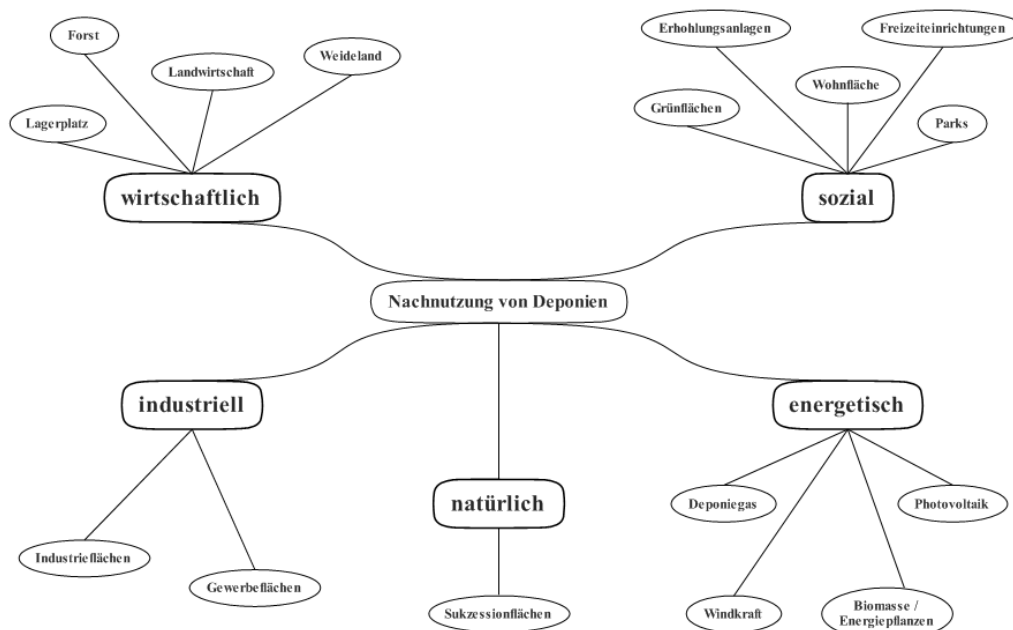 Forst
Erhohlungsanlagen
Freizeiteinrichtungen
Weideland
Landwirtschaft
Wohnfläche
Grünflächen
Lagerplatz
Parks
wirtschaftlich
sozial
Nachnutzung von Deponien
industriell
energetisch
natürlich
Deponiegas
Photovoltaik
Industrieflächen
Gewerbeflächen
Sukzessionflächen
Windkraft
Biomasse /
Energiepflanzen